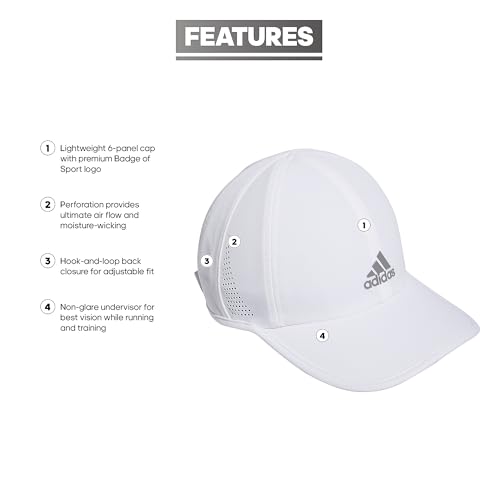 FEATURES
1 Lightweight 6-panel cap
with premium Badge of
Sport logo
2 Perforation provides
ultimate air flow and
moisture-wicking
3 Hook-and-loop back
closure for adjustable fit
4 Non-glare undervisor for
best vision while running
and training
1
2
3
adidas
4